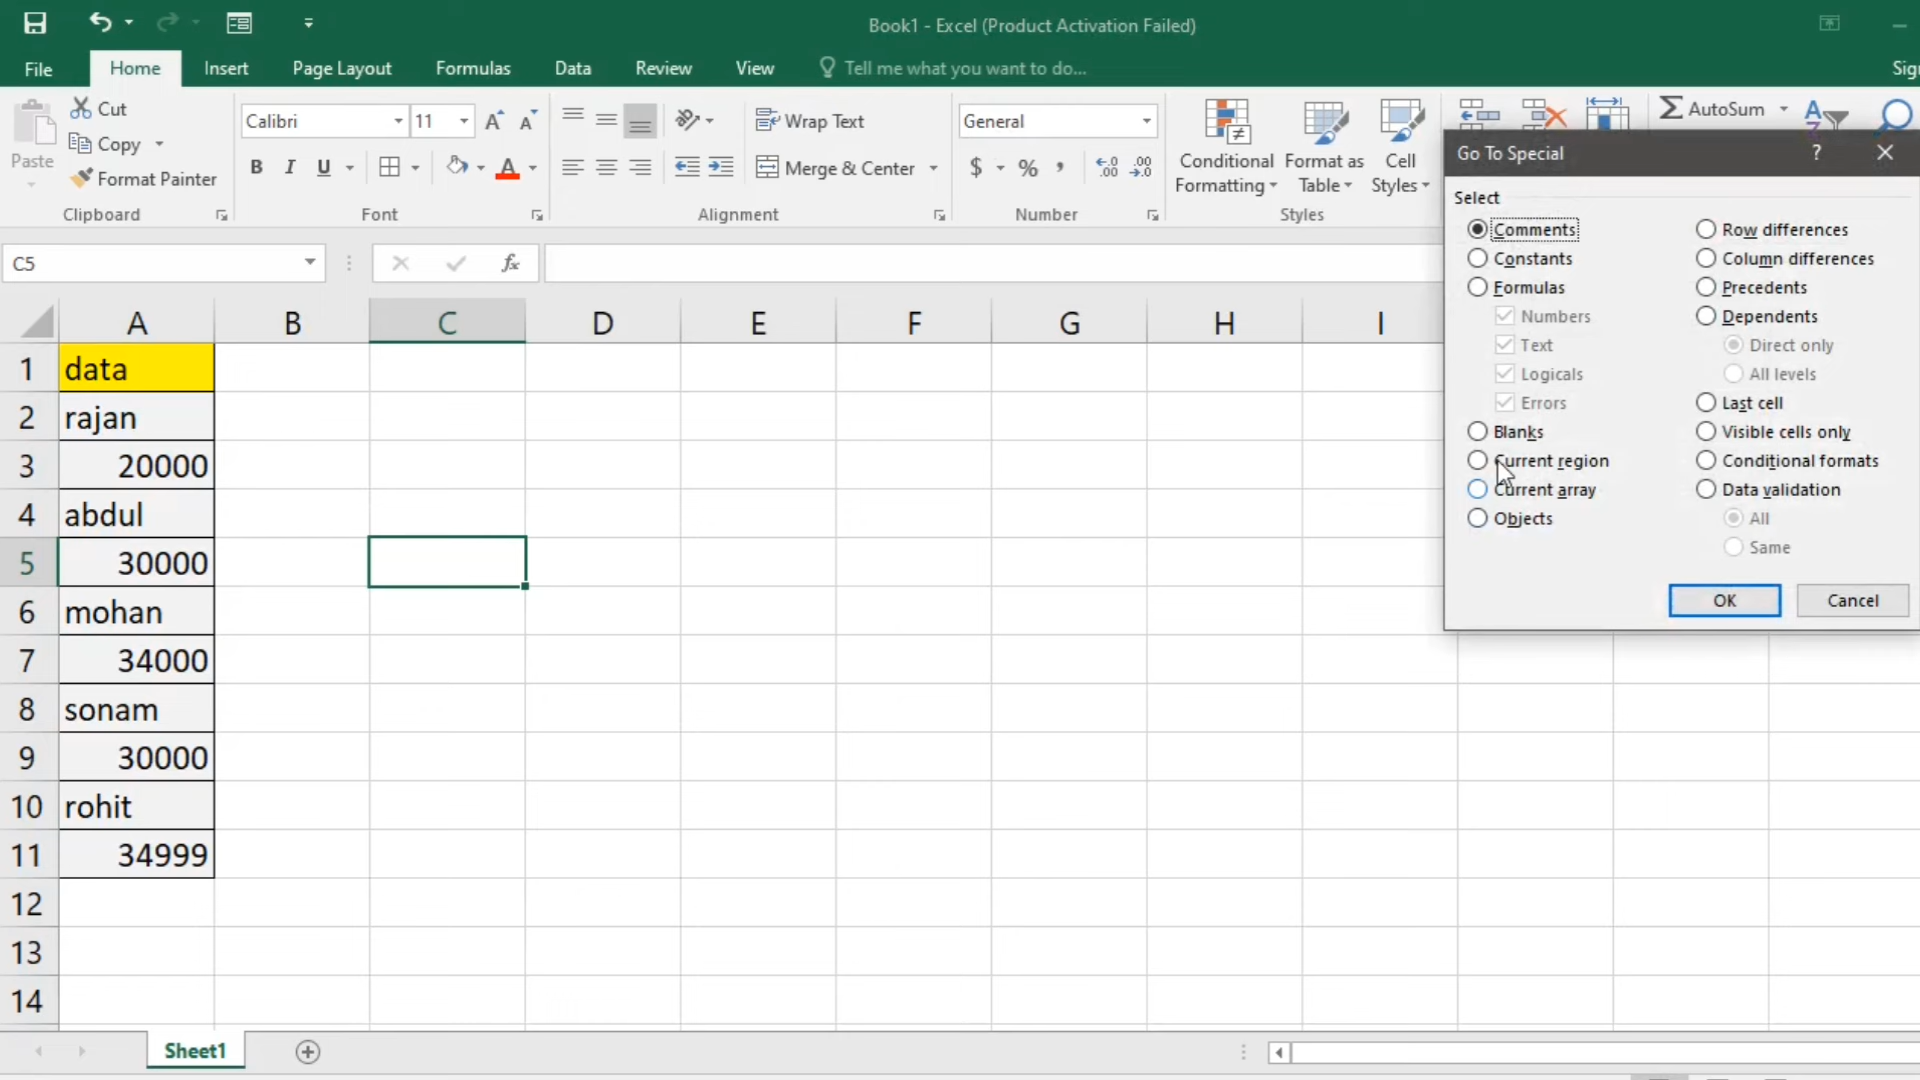 Book1 - Excel (Product Activation Failed)
File Home Insert Page Layout Formulas Data Review View Tell me what you want to do...
Cut
Copy
Format Painter
Paste
Clipboard
Calibri 11
B I U A
Font
Wrap Text
Merge & Center
Alignment
General
$ % ,
Number
Conditional Formatting
Format as Table
Cell Styles
Styles
AutoSum
C5
fx
A B C D E F G H I
1 data
2 rajan
3 20000
4 abdul
5 30000
6 mohan
7 34000
8 sonam
9 30000
10 rohit
11 34999
12
13
14
Sheet1
Go To Special ?
Select
Comments
Constants
Formulas
Numbers
Text
Logicals
Errors
Blanks
Current region
Current array
Objects
Row differences
Column differences
Precedents
Dependents
Direct only
All levels
Last cell
Visible cells only
Conditional formats
Data validation
All
Same
OK Cancel